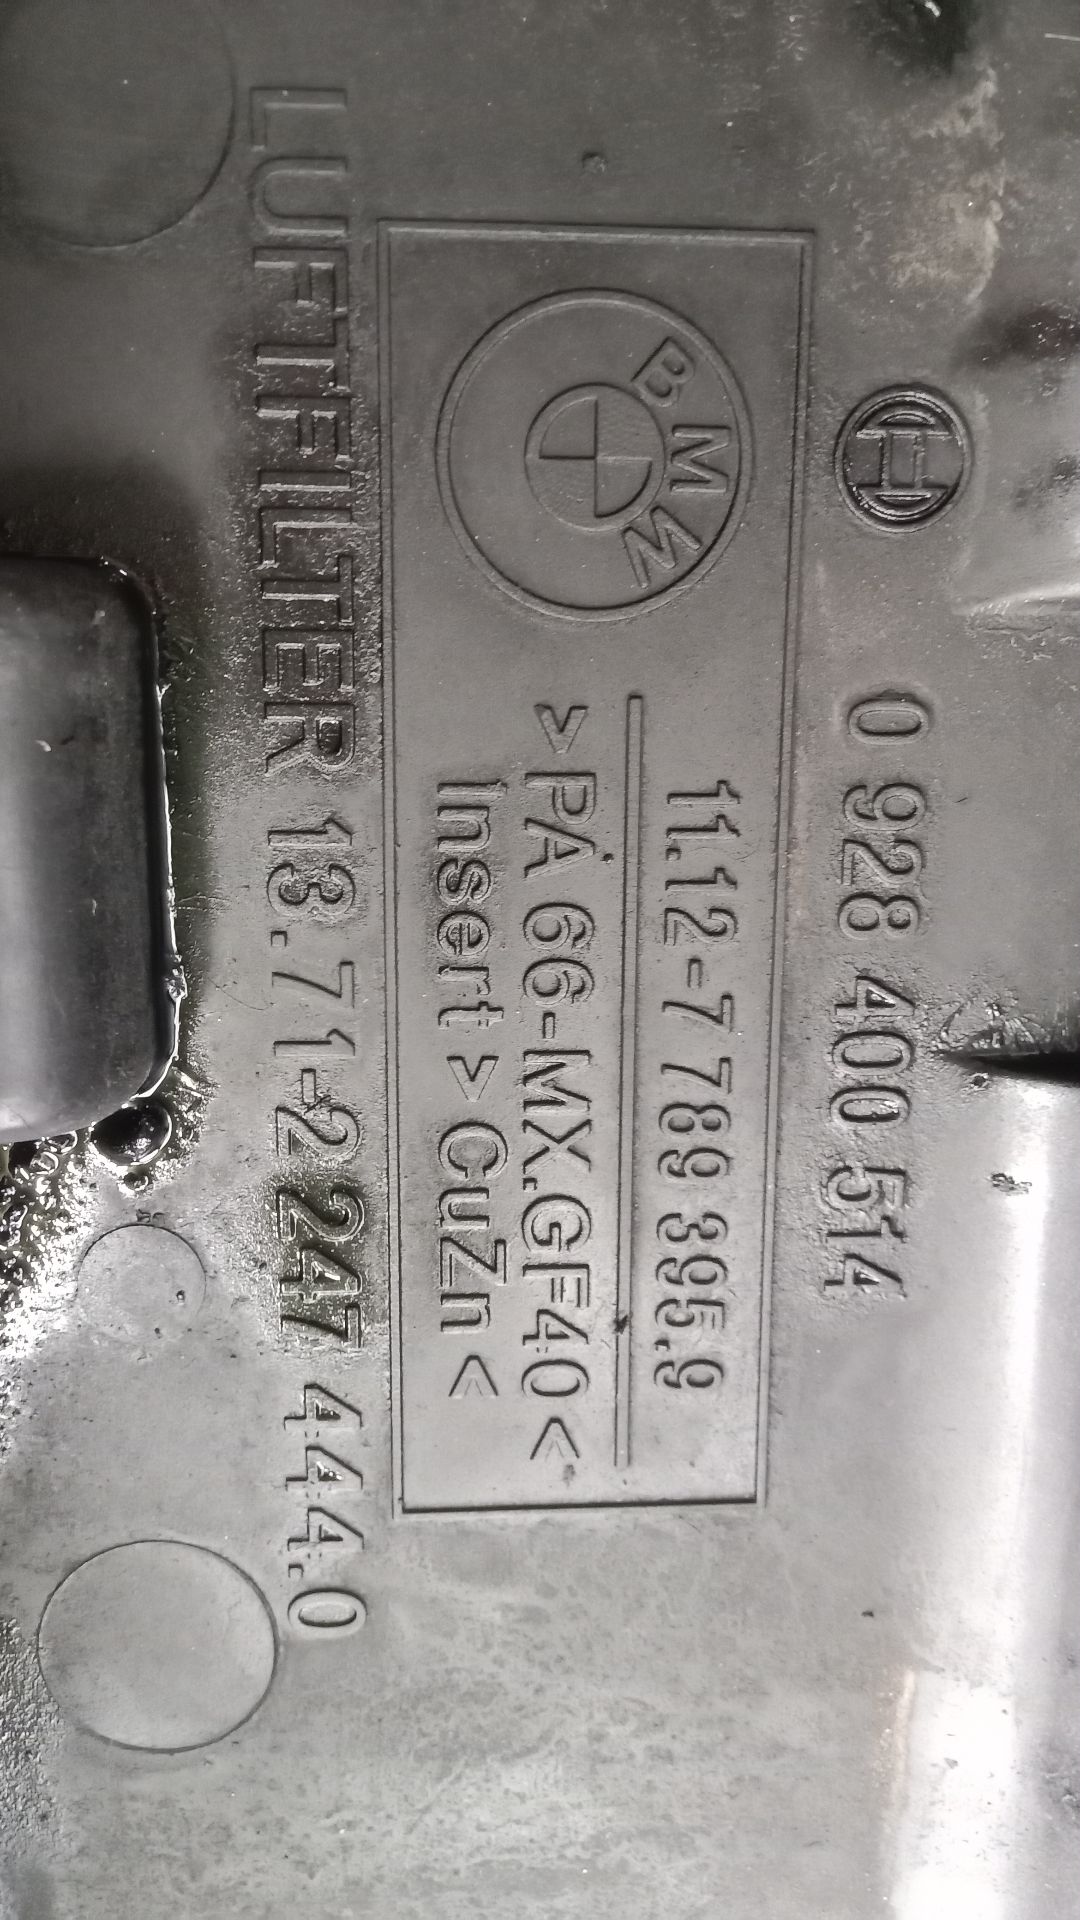 0 928 400 514
BMW
11.12-7 789 395.9
>PA 66-MX.GF40<
Insert >CuZn<
LUFTFILTER 13.71-2 247 444.0